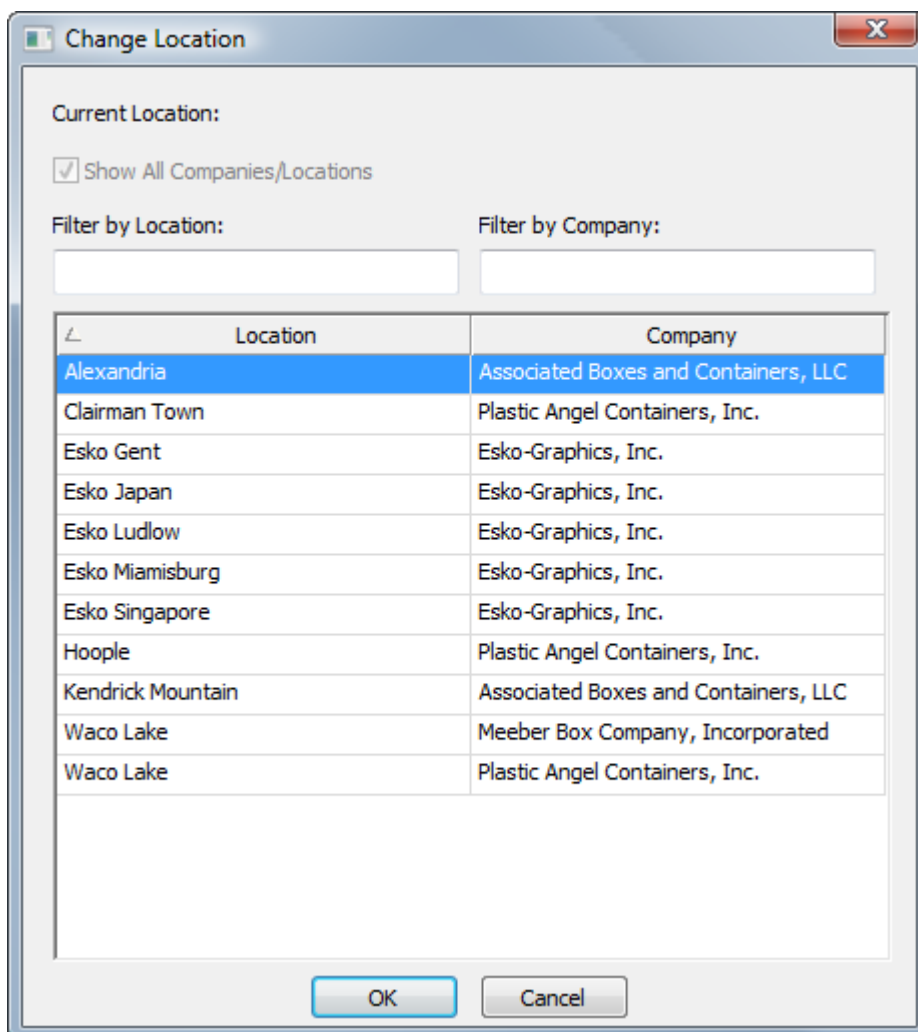 Change Location
Current Location:
Show All Companies/Locations
Filter by Location: Filter by Company:
Location Company
Alexandria Associated Boxes and Containers, LLC
Clairman Town Plastic Angel Containers, Inc.
Esko Gent Esko-Graphics, Inc.
Esko Japan Esko-Graphics, Inc.
Esko Ludlow Esko-Graphics, Inc.
Esko Miamisburg Esko-Graphics, Inc.
Esko Singapore Esko-Graphics, Inc.
Hoople Plastic Angel Containers, Inc.
Kendrick Mountain Associated Boxes and Containers, LLC
Waco Lake Meeber Box Company, Incorporated
Waco Lake Plastic Angel Containers, Inc.
OK Cancel